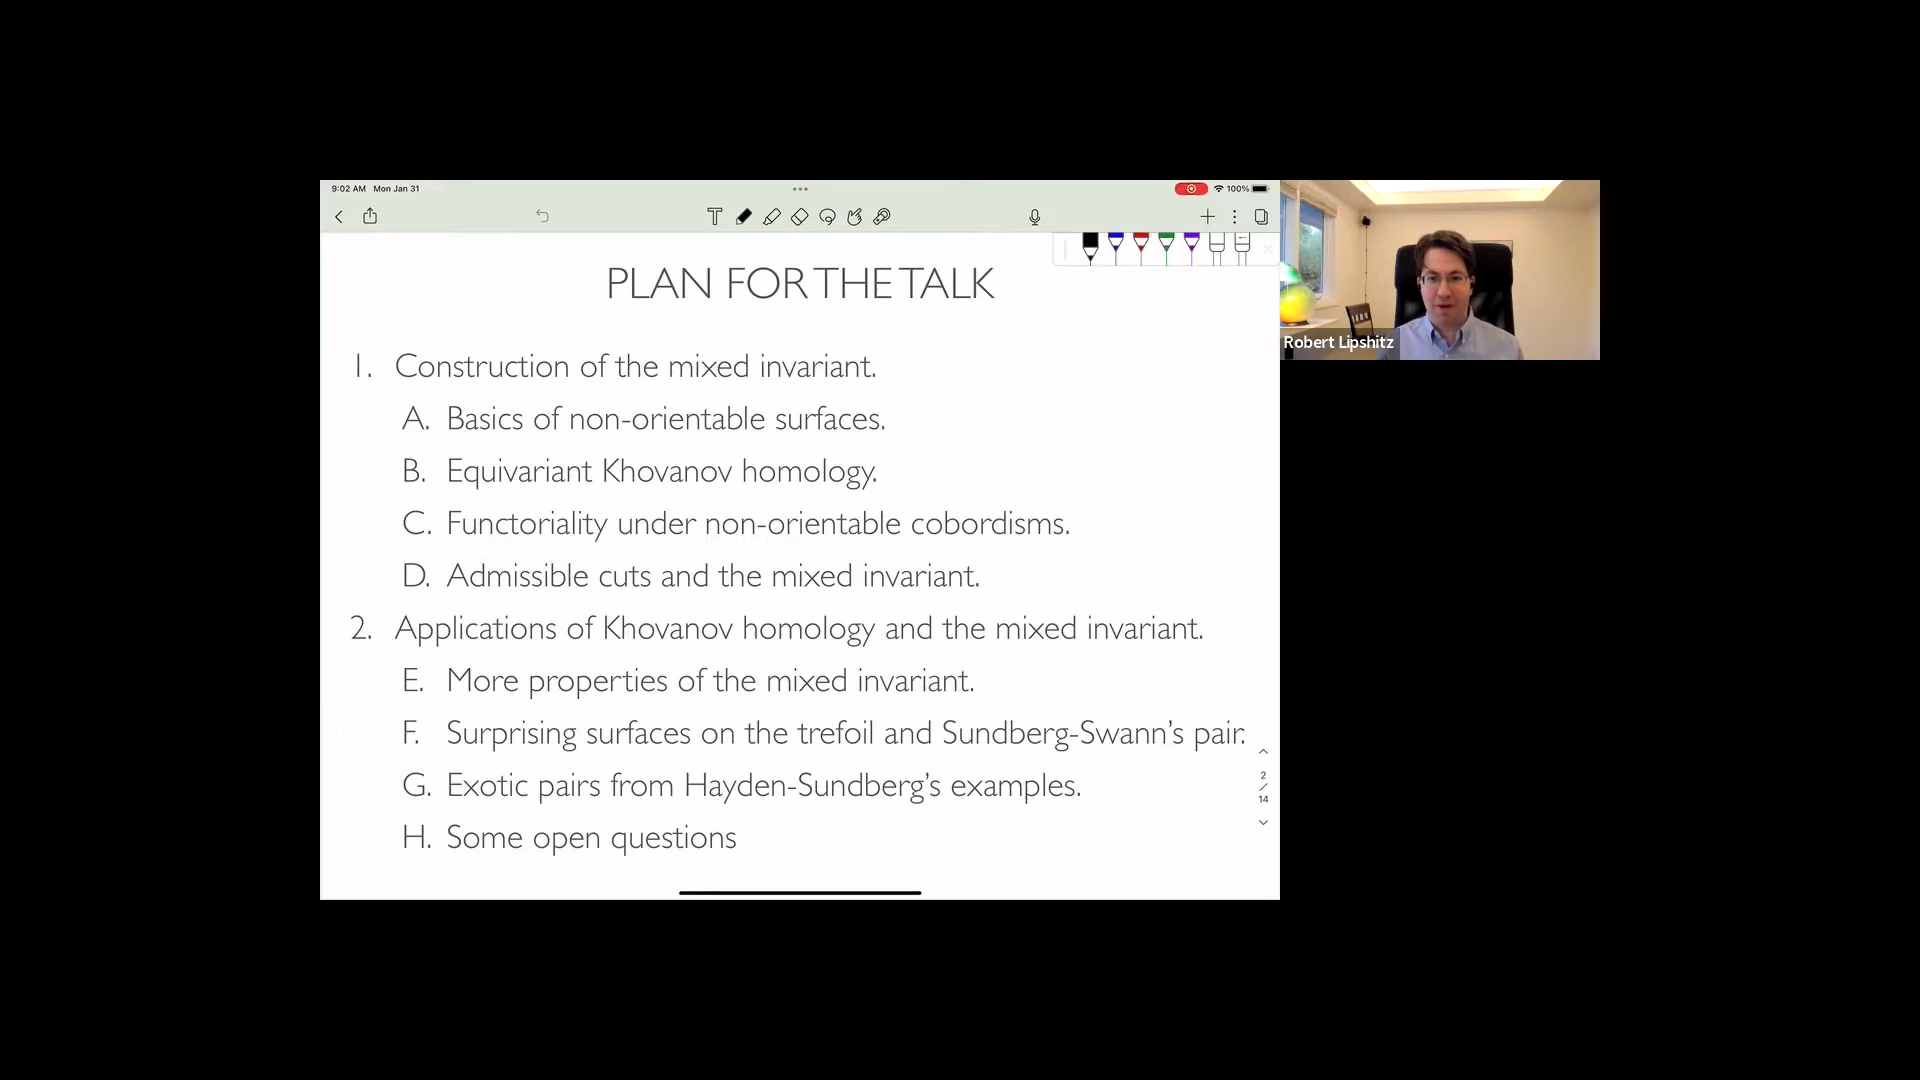 9:02 AM Mon Jan 31
100%
PLAN FOR THE TALK
1. Construction of the mixed invariant.
A. Basics of non-orientable surfaces.
B. Equivariant Khovanov homology.
C. Functoriality under non-orientable cobordisms.
D. Admissible cuts and the mixed invariant.
2. Applications of Khovanov homology and the mixed invariant.
E. More properties of the mixed invariant.
F. Surprising surfaces on the trefoil and Sundberg-Swann's pair.
G. Exotic pairs from Hayden-Sundberg's examples.
H. Some open questions
2
/
14
Robert Lipshitz